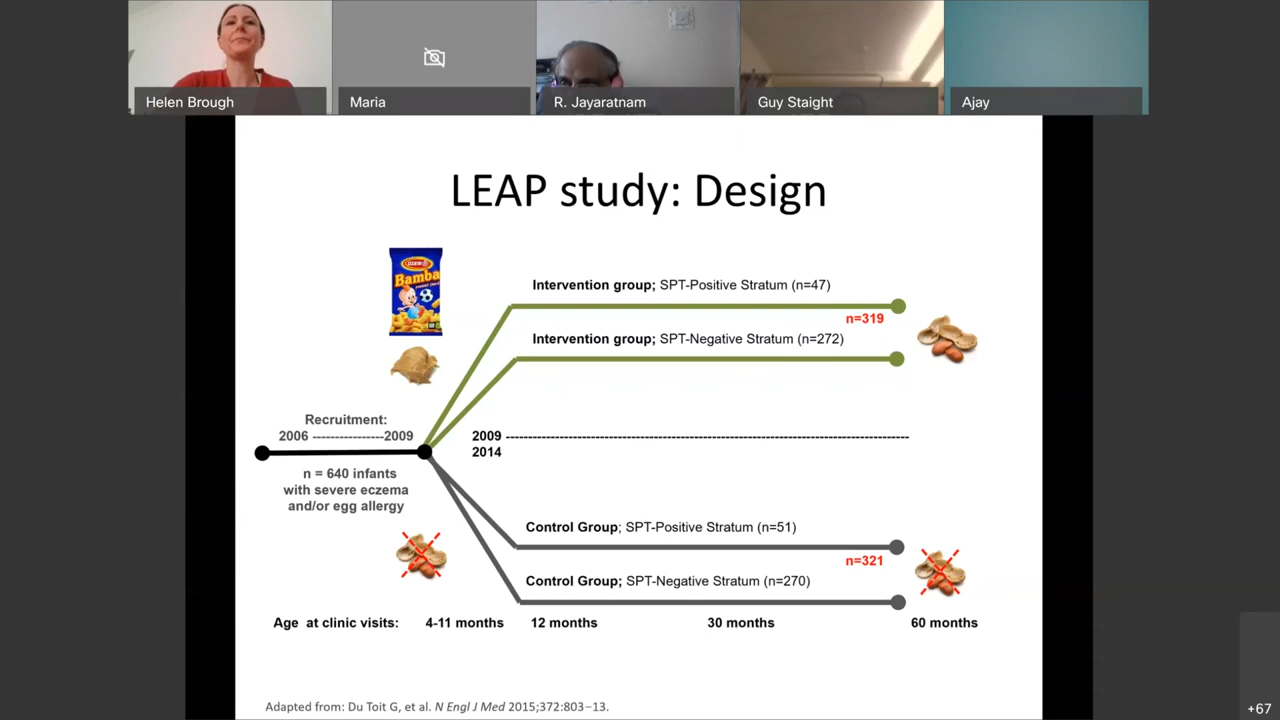 Helen Brough
Maria
R. Jayaratnam
Guy Staight
Ajay
LEAP study: Design
OSEM
Bamba
Intervention group; SPT-Positive Stratum (n=47)
n=319
Intervention group; SPT-Negative Stratum (n=272)
Recruitment:
2006 ----------------2009
n = 640 infants
with severe eczema
and/or egg allergy
2009 --------------------------------------------------------------------------------
2014
Control Group; SPT-Positive Stratum (n=51)
n=321
Control Group; SPT-Negative Stratum (n=270)
Age at clinic visits: 4-11 months 12 months 30 months 60 months
Adapted from: Du Toit G, et al. N Engl J Med 2015;372:803–13.
+67